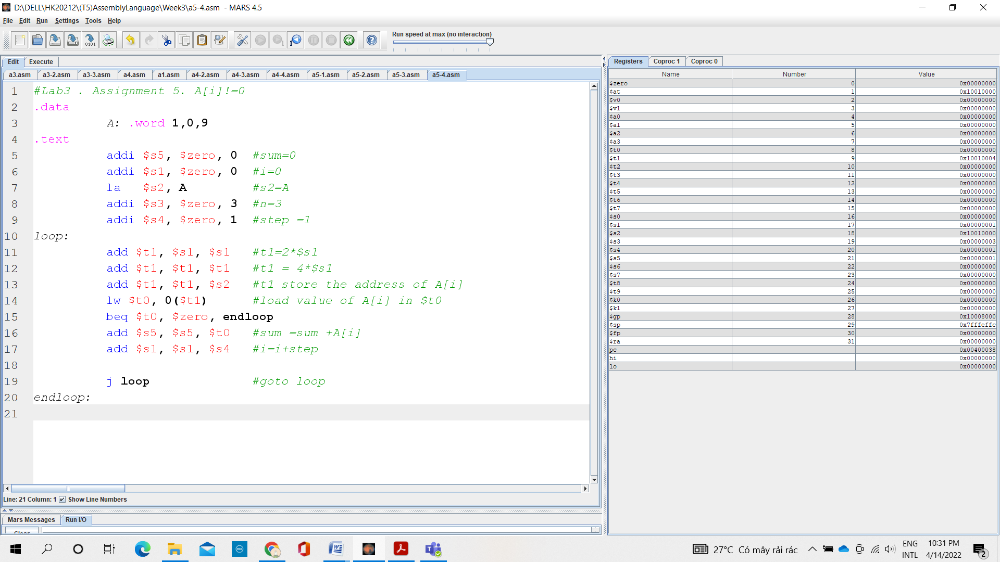 D:\DELL\HK20212\(T5)AssemblyLanguage\Week3\a5-4.asm - MARS 4.5
File Edit Run Settings Tools Help
Run speed at max (no interaction)
Edit Execute
a3.asm a3-2.asm a3-3.asm a4.asm a1.asm a4-2.asm a4-3.asm a4-4.asm a5-1.asm a5-2.asm a5-3.asm a5-4.asm
1 #Lab3 . Assignment 5. A[i]!=0
2 .data
3 A: .word 1,0,9
4 .text
5 addi $s5, $zero, 0 #sum=0
6 addi $s1, $zero, 0 #i=0
7 la $s2, A #s2=A
8 addi $s3, $zero, 3 #n=3
9 addi $s4, $zero, 1 #step =1
10 loop:
11 add $t1, $s1, $s1 #t1=2*$s1
12 add $t1, $t1, $t1 #t1 = 4*$s1
13 add $t1, $t1, $s2 #t1 store the address of A[i]
14 lw $t0, 0($t1) #load value of A[i] in $t0
15 beq $t0, $zero, endloop
16 add $s5, $s5, $t0 #sum =sum +A[i]
17 add $s1, $s1, $s4 #i=i+step
18
19 j loop #goto loop
20 endloop:
21
Line: 21 Column: 1 Show Line Numbers
Mars Messages Run I/O
Clear
Registers Coproc 1 Coproc 0
Name Number Value
$zero 0 0x00000000
$at 1 0x10010000
$v0 2 0x00000000
$v1 3 0x00000000
$a0 4 0x00000000
$a1 5 0x00000000
$a2 6 0x00000000
$a3 7 0x00000000
$t0 8 0x00000000
$t1 9 0x10010004
$t2 10 0x00000000
$t3 11 0x00000000
$t4 12 0x00000000
$t5 13 0x00000000
$t6 14 0x00000000
$t7 15 0x00000000
$s0 16 0x00000000
$s1 17 0x00000001
$s2 18 0x10010000
$s3 19 0x00000003
$s4 20 0x00000001
$s5 21 0x00000001
$s6 22 0x00000000
$s7 23 0x00000000
$t8 24 0x00000000
$t9 25 0x00000000
$k0 26 0x00000000
$k1 27 0x00000000
$gp 28 0x10008000
$sp 29 0x7fffeffc
$fp 30 0x00000000
$ra 31 0x00000000
pc 0x00400038
hi 0x00000000
lo 0x00000000
27°C Có mây rải rác
ENG
INTL
10:31 PM
4/14/2022
2